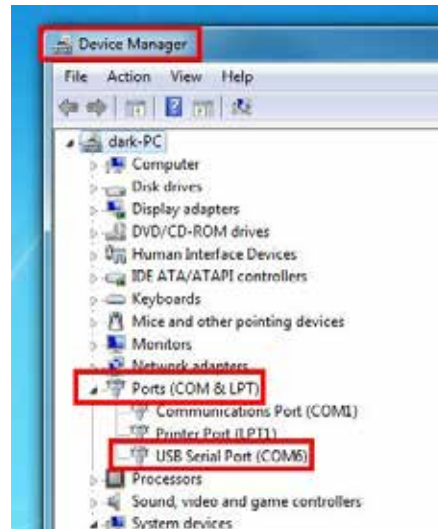 Device Manager
File Action View Help
dark-PC
Computer
Disk drives
Display adapters
DVD/CD-ROM drives
Human Interface Devices
IDE ATA/ATAPI controllers
Keyboards
Mice and other pointing devices
Monitors
Network adapters
Ports (COM & LPT)
Communications Port (COM1)
Printer Port (LPT1)
USB Serial Port (COM6)
Processors
Sound, video and game controllers
System devices